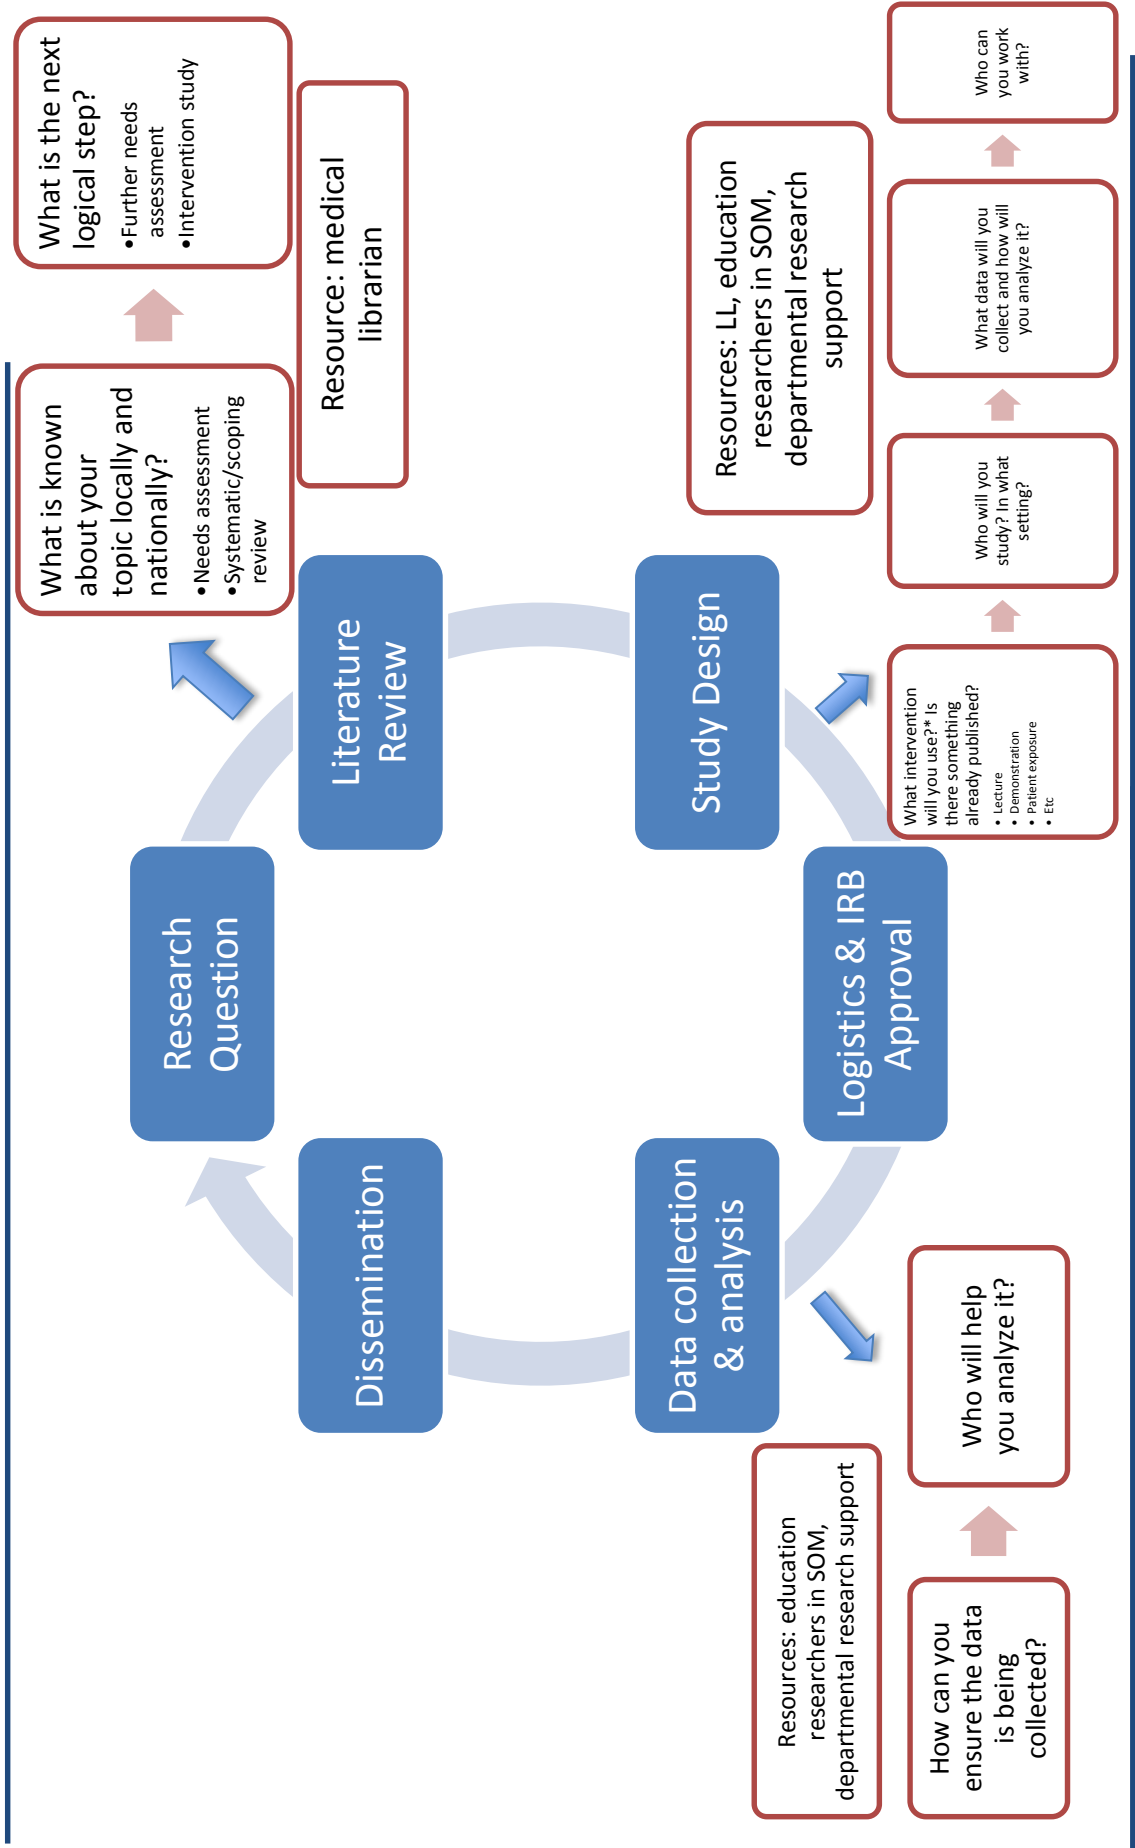 Research
Question
Literature
Review
Study Design
Logistics & IRB
Approval
Data collection
& analysis
Dissemination
What is known
about your
topic locally and
nationally?
•Needs assessment
•Systematic/scoping
review
What is the next
logical step?
•Further needs
assessment
•Intervention study
Resource: medical
librarian
Resources: LL, education
researchers in SOM,
departmental research
support
What intervention
will you use?* Is
there something
already published?
• Lecture
• Demonstration
• Patient exposure
• Etc
Who will you
study? In what
setting?
What data will you
collect and how will
you analyze it?
Who can
you work
with?
Resources: education
researchers in SOM,
departmental research support
How can you
ensure the data
is being
collected?
Who will help
you analyze it?